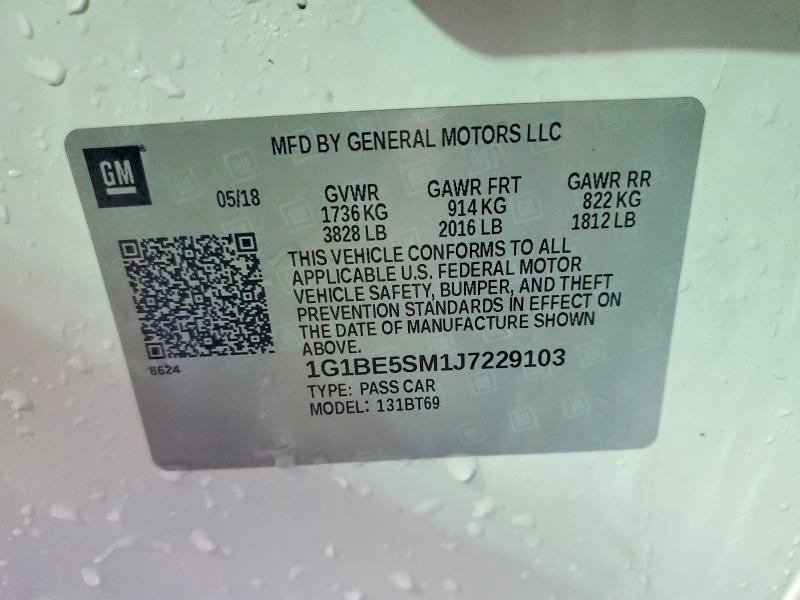 MFD BY GENERAL MOTORS LLC
GM
05/18
GVWR
1736 KG
3828 LB
GAWR FRT
914 KG
2016 LB
GAWR RR
822 KG
1812 LB
THIS VEHICLE CONFORMS TO ALL
APPLICABLE U.S. FEDERAL MOTOR
VEHICLE SAFETY, BUMPER, AND THEFT
PREVENTION STANDARDS IN EFFECT ON
THE DATE OF MANUFACTURE SHOWN
ABOVE.
8624
1G1BE5SM1J7229103
TYPE: PASS CAR
MODEL: 131BT69